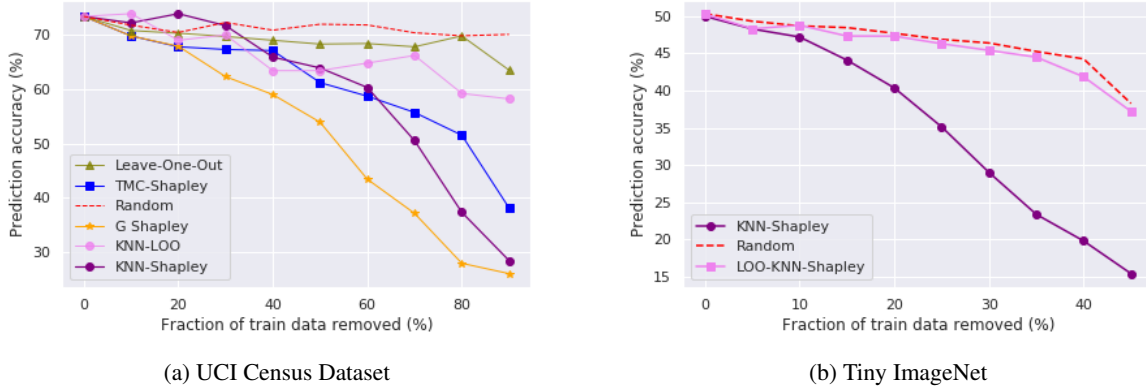 70
60
50
40
30
Prediction accuracy (%)
Leave-One-Out
TMC-Shapley
Random
G Shapley
KNN-LOO
KNN-Shapley
0 20 40 60 80
Fraction of train data removed (%)
(a) UCI Census Dataset
50
45
40
35
30
25
20
15
Prediction accuracy (%)
KNN-Shapley
Random
LOO-KNN-Shapley
0 10 20 30 40
Fraction of train data removed (%)
(b) Tiny ImageNet